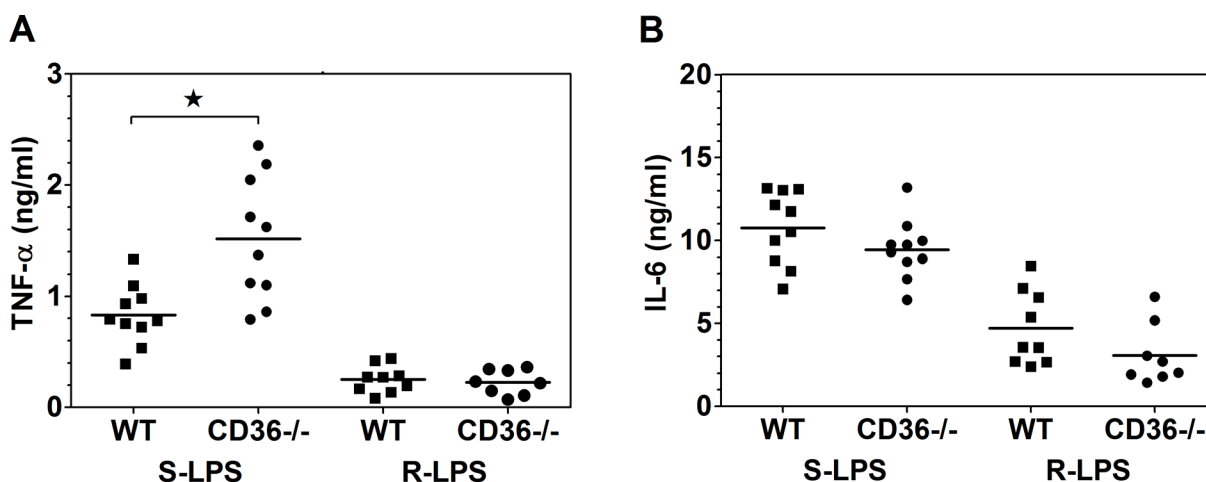 A
TNF-α (ng/ml)
3
2
1
0
★
WT CD36-/- WT CD36-/-
S-LPS R-LPS
B
IL-6 (ng/ml)
20
15
10
5
0
WT CD36-/- WT CD36-/-
S-LPS R-LPS